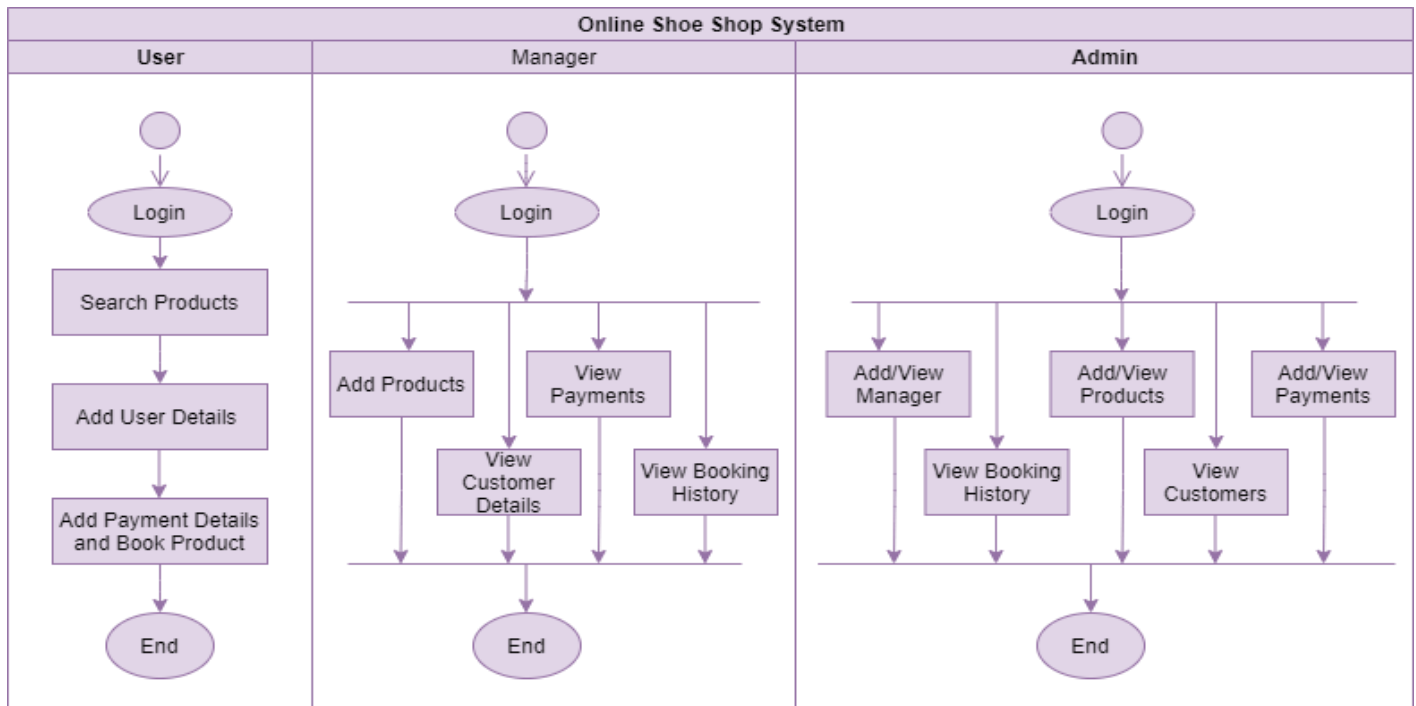 Online Shoe Shop System
User
Manager
Admin
Login
Login
Login
Search Products
Add User Details
Add Payment Details
and Book Product
End
Add Products
View
Payments
View
Customer
Details
View Booking
History
End
Add/View
Manager
Add/View
Products
Add/View
Payments
View Booking
History
View
Customers
End